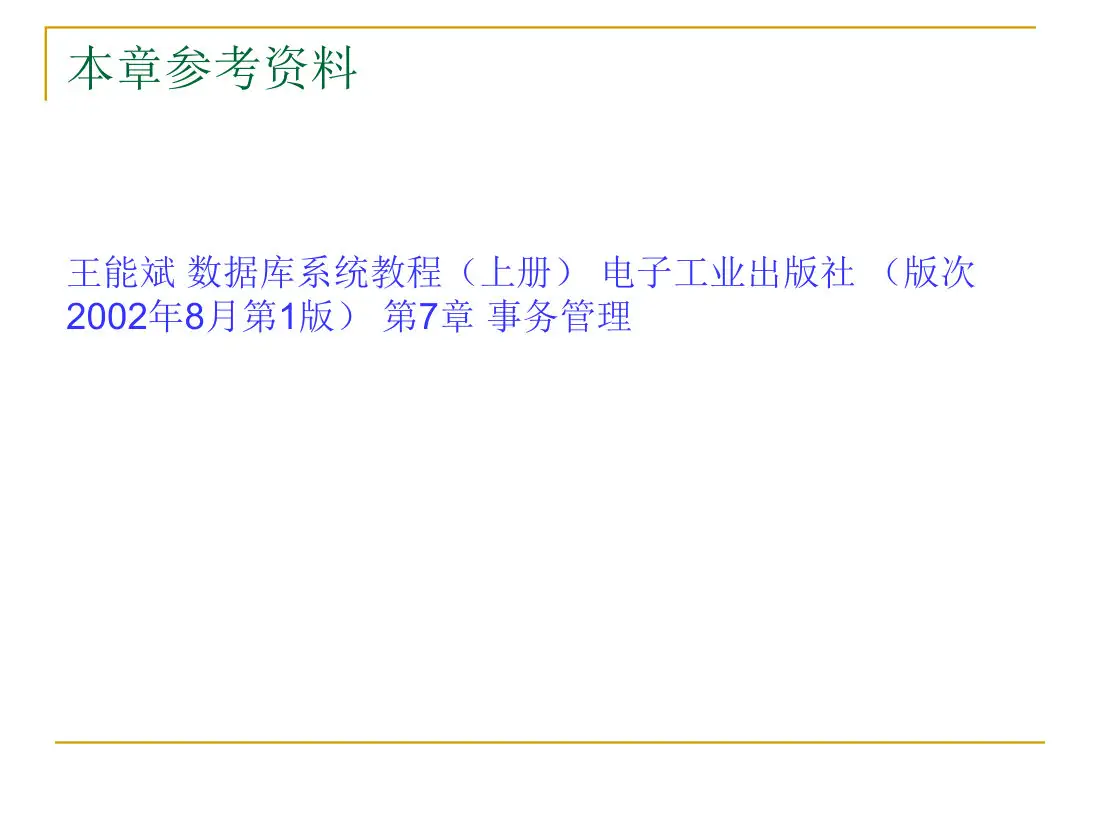 本章参考资料
王能斌 数据库系统教程（上册） 电子工业出版社 （版次
2002年8月第1版） 第7章 事务管理